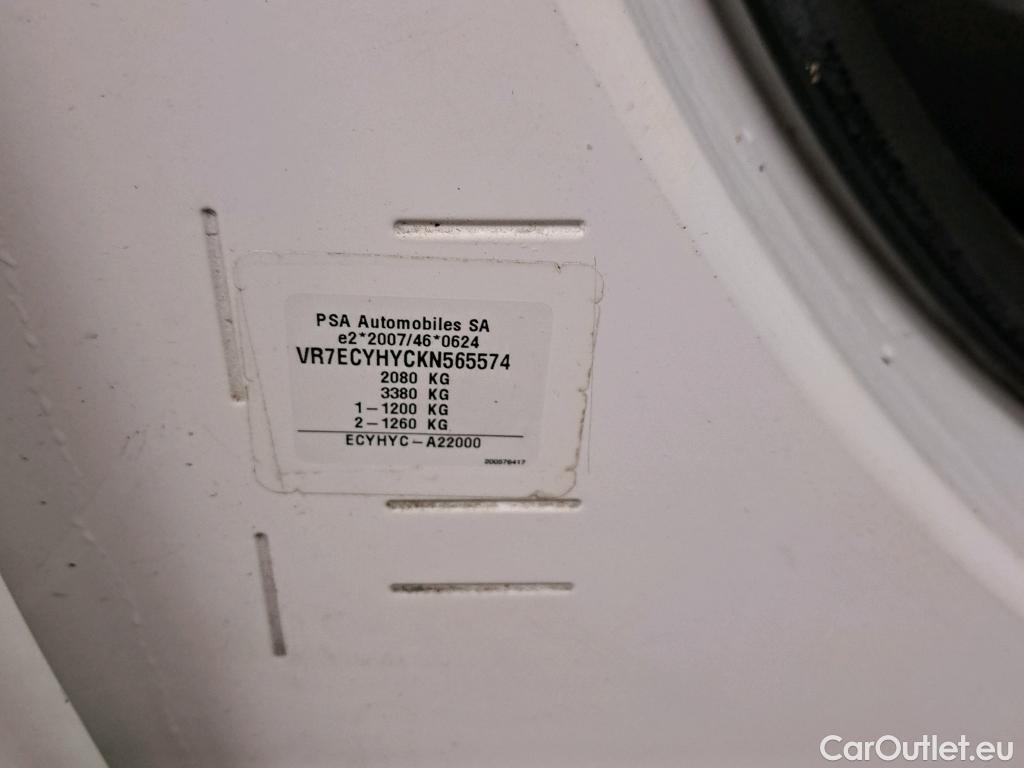 PSA Automobiles SA
e2*2007/46*0624
VR7ECYHYCKN565574
2080 KG
3380 KG
1-1200 KG
2-1260 KG
ECYHYC-A22000
200576417
CarOutlet.eu